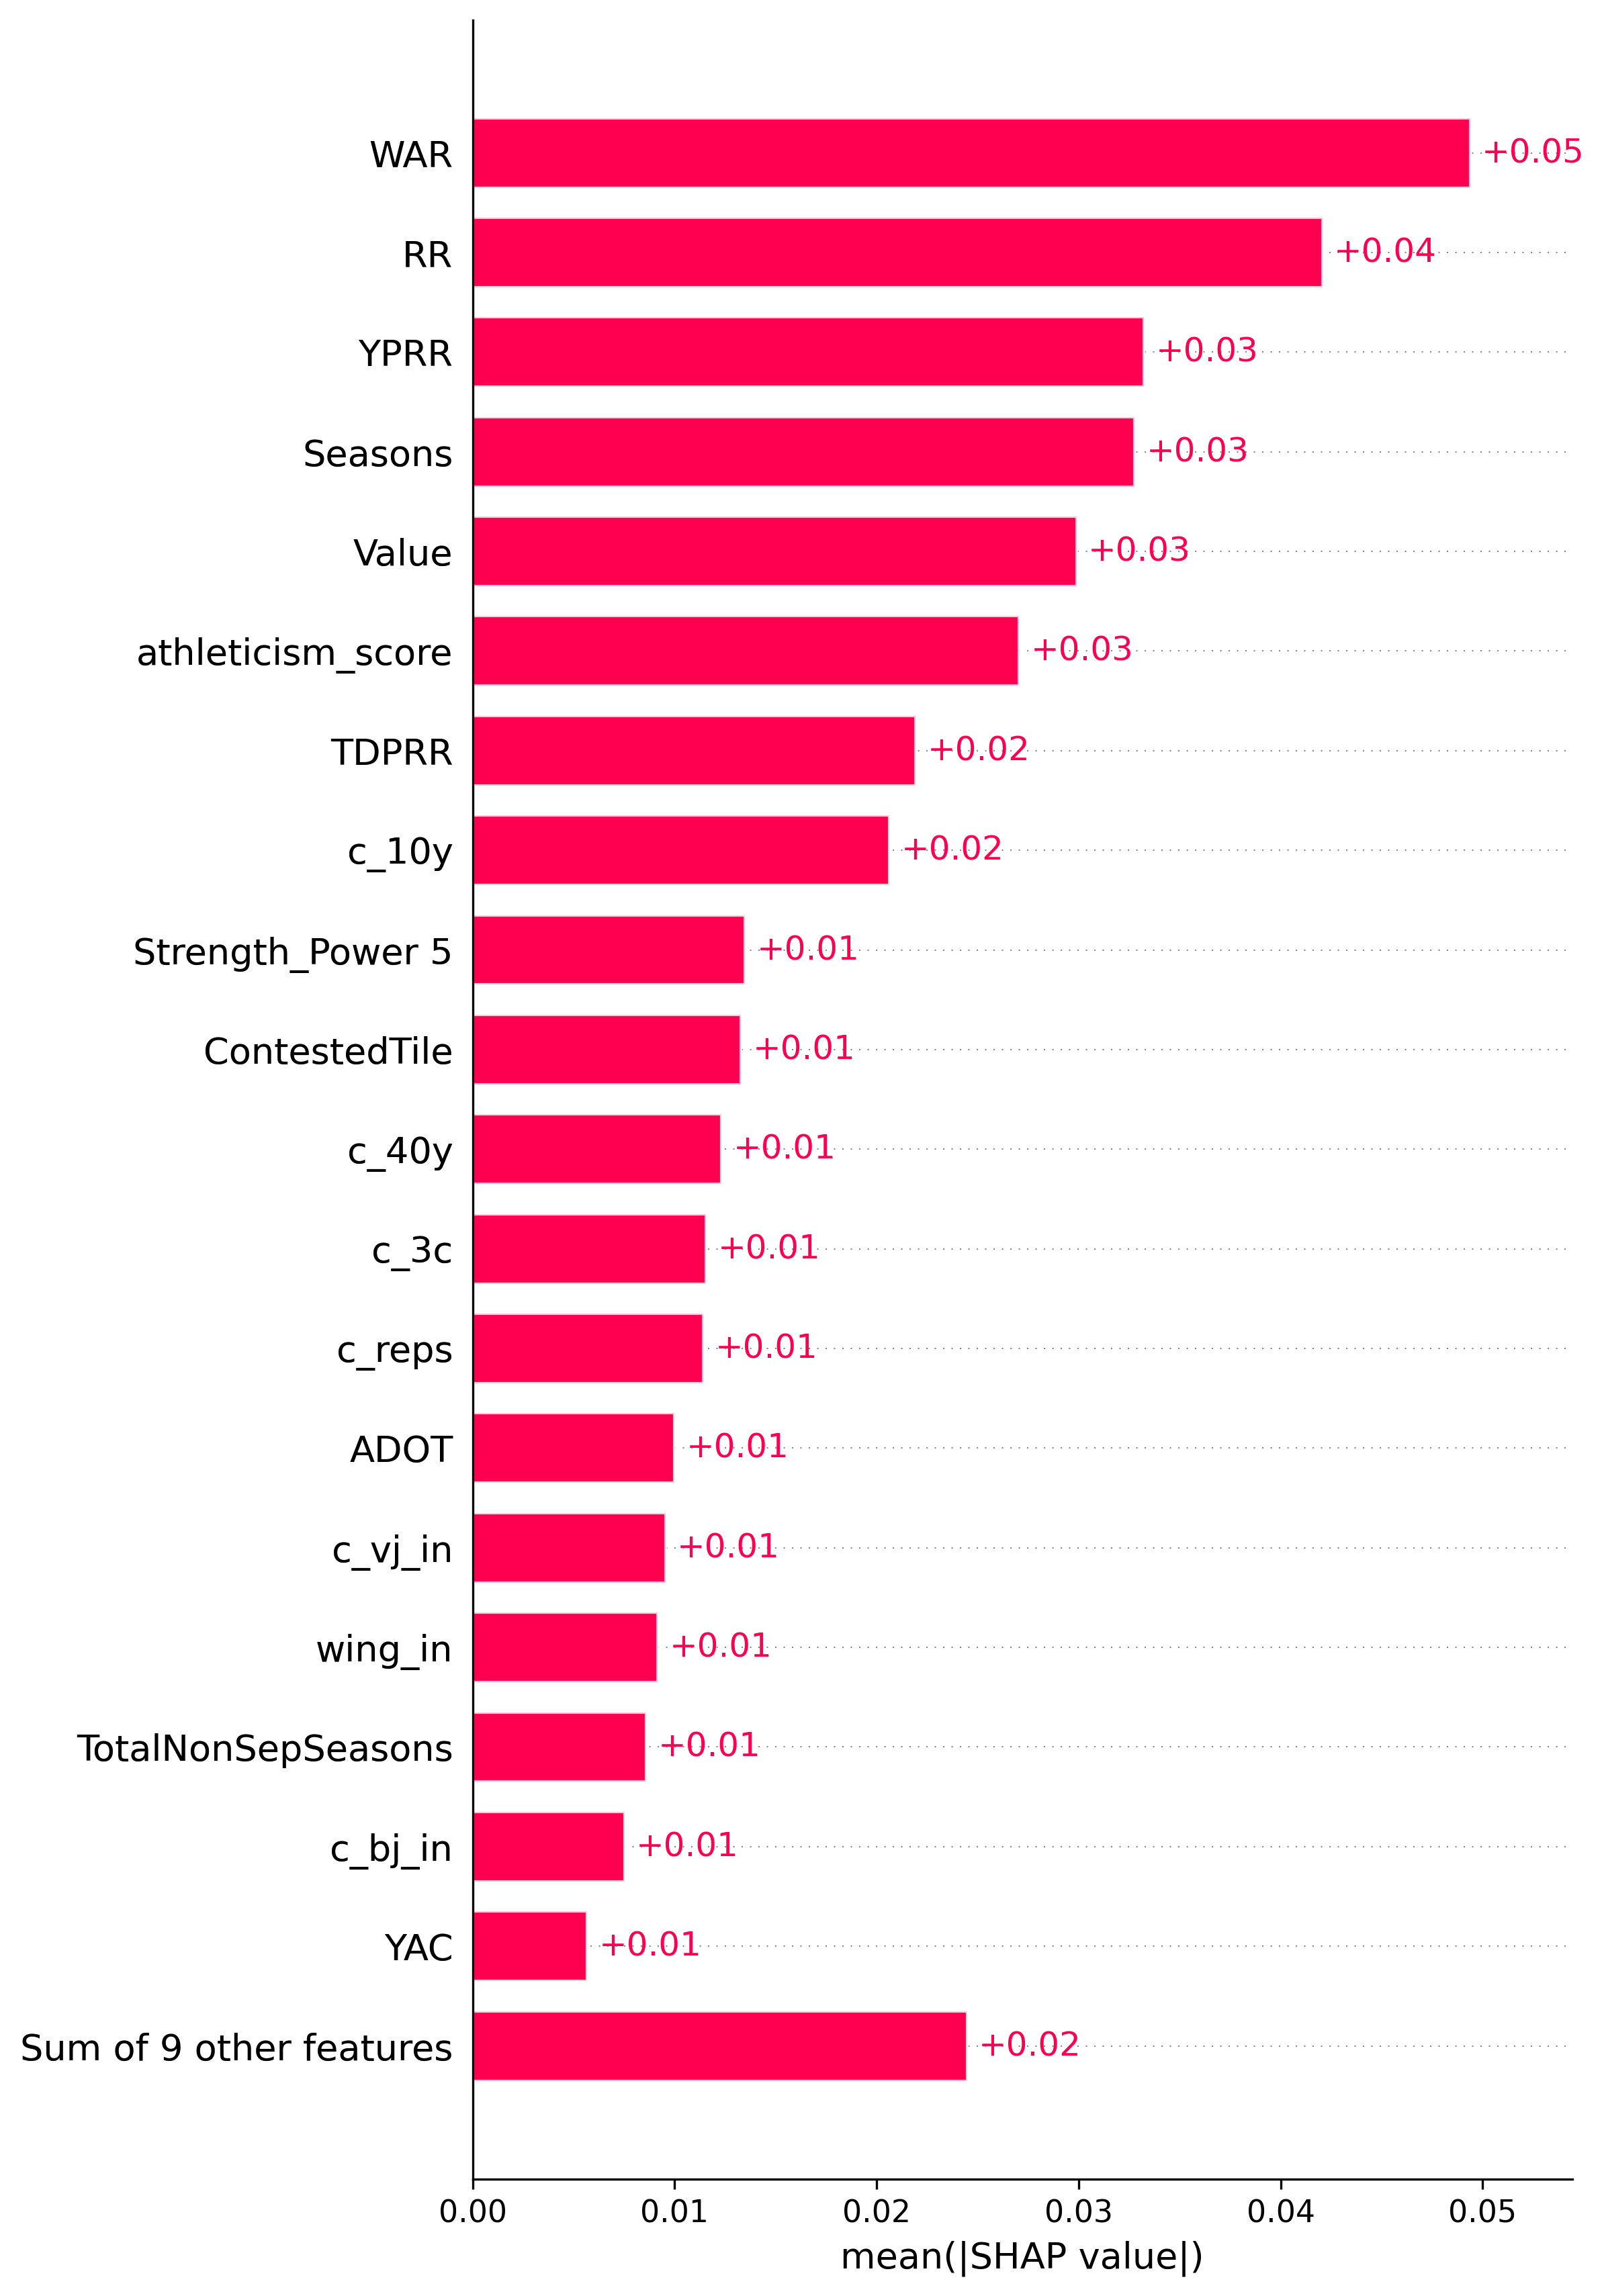 WAR +0.05
RR +0.04
YPRR +0.03
Seasons +0.03
Value +0.03
athleticism_score +0.03
TDPRR +0.02
c_10y +0.02
Strength_Power 5 +0.01
ContestedTile +0.01
c_40y +0.01
c_3c +0.01
c_reps +0.01
ADOT +0.01
c_vj_in +0.01
wing_in +0.01
TotalNonSepSeasons +0.01
c_bj_in +0.01
YAC +0.01
Sum of 9 other features +0.02
0.00 0.01 0.02 0.03 0.04 0.05
mean(|SHAP value|)